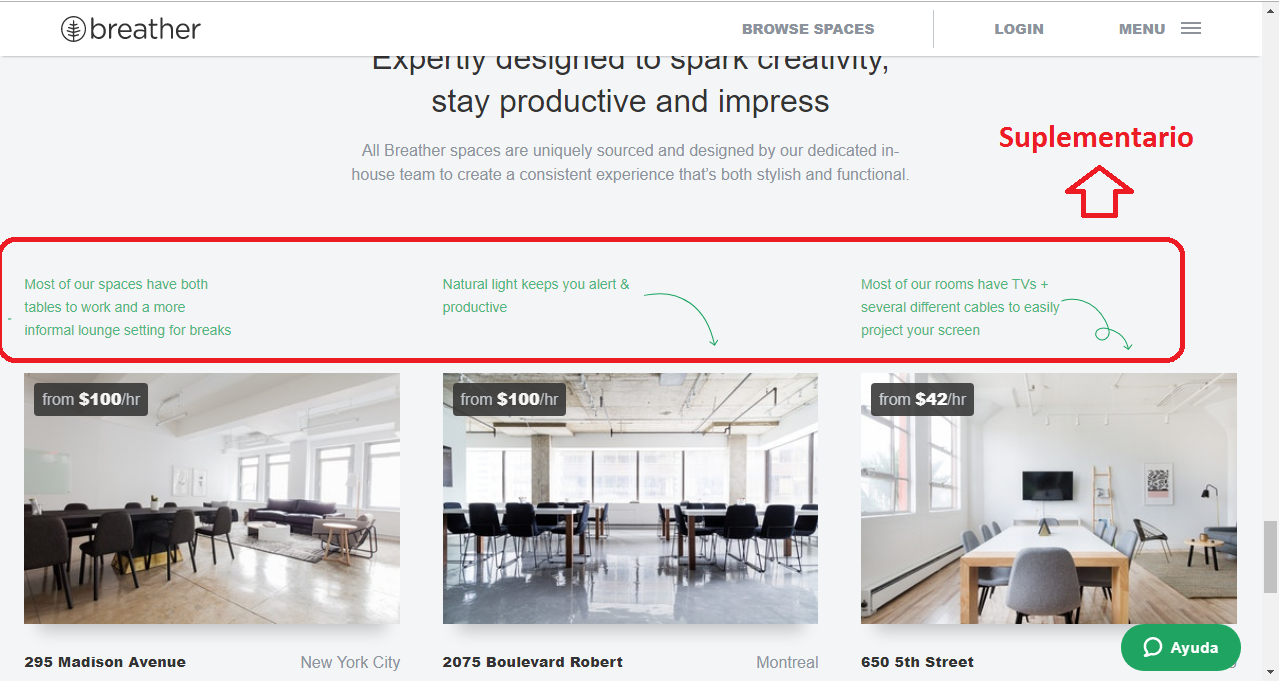 breather
BROWSE SPACES
LOGIN
MENU
Expertly designed to spark creativity,
stay productive and impress
All Breather spaces are uniquely sourced and designed by our dedicated in-
house team to create a consistent experience that's both stylish and functional.
Suplementario
Most of our spaces have both
tables to work and a more
informal lounge setting for breaks
Natural light keeps you alert &
productive
Most of our rooms have TVs +
several different cables to easily
project your screen
from $100/hr
from $100/hr
from $42/hr
295 Madison Avenue
New York City
2075 Boulevard Robert
Montreal
650 5th Street
Ayuda